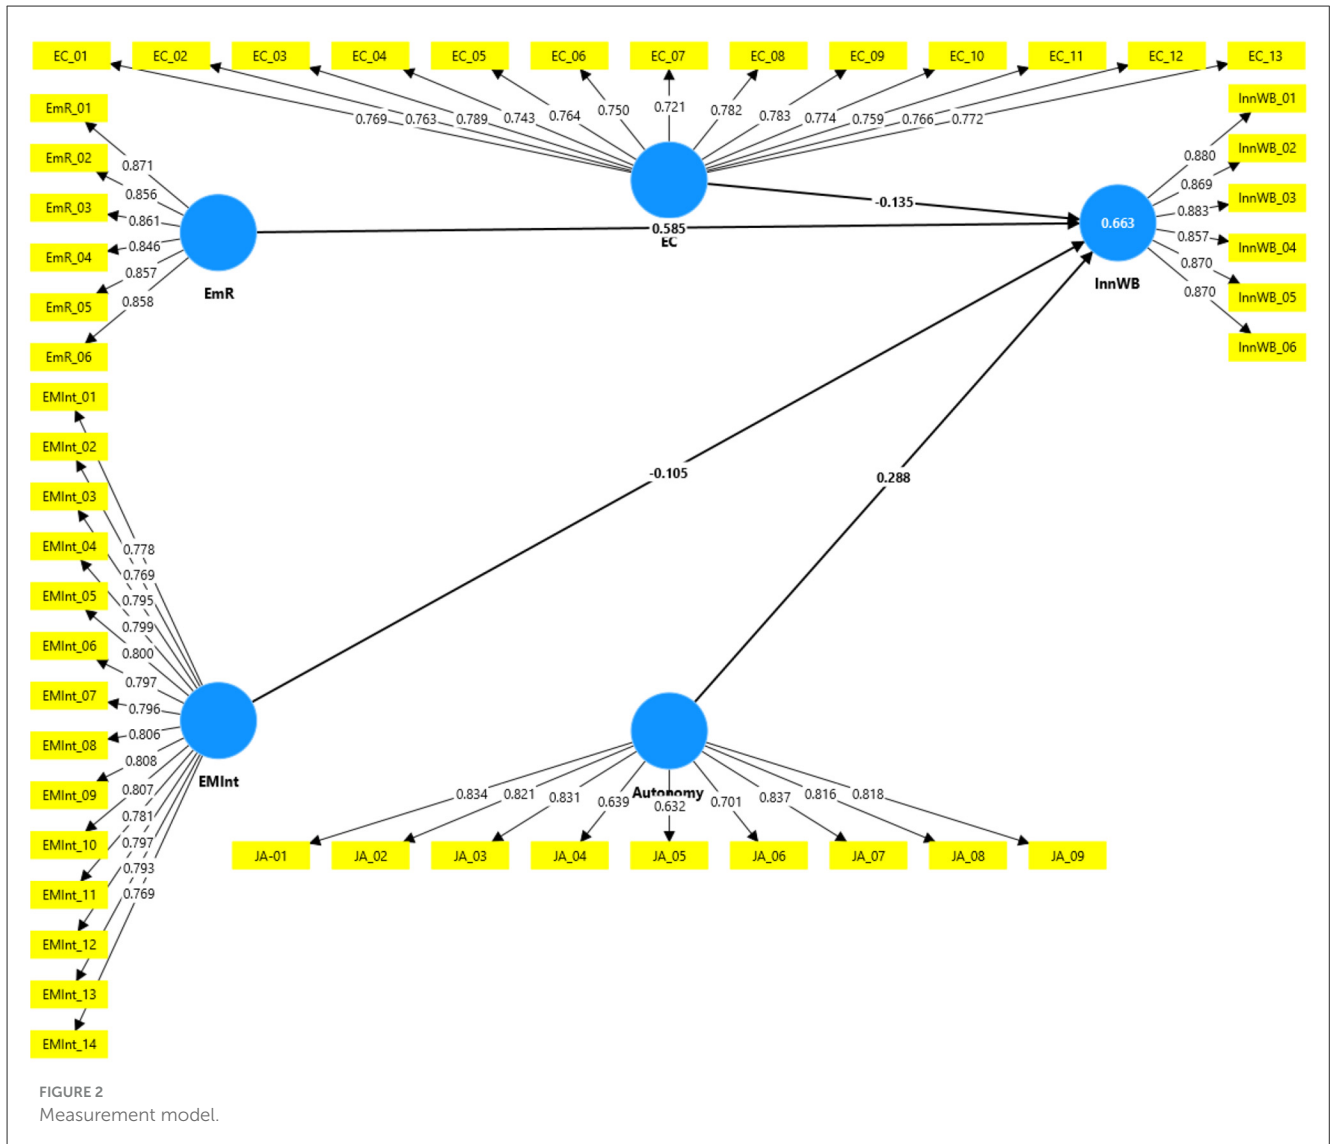 EC_01 EC_02 EC_03 EC_04 EC_05 EC_06 EC_07 EC_08 EC_09 EC_10 EC_11 EC_12 EC_13
0.769 0.763 0.789 0.743 0.764 0.750 0.721 0.782 0.783 0.774 0.759 0.766 0.772
EmR_01
EmR_02
EmR_03
EmR_04
EmR_05
EmR_06
0.871
0.856
0.861
0.846
0.857
0.858
EmR
-0.135
0.585
EC
InnWB_01
InnWB_02
InnWB_03
InnWB_04
InnWB_05
InnWB_06
0.880
0.869
0.883
0.857
0.870
0.870
0.663
InnWB
EMInt_01
EMInt_02
EMInt_03
EMInt_04
EMInt_05
EMInt_06
EMInt_07
EMInt_08
EMInt_09
EMInt_10
EMInt_11
EMInt_12
EMInt_13
EMInt_14
0.778
0.769
0.795
0.799
0.800
0.797
0.796
0.806
0.808
0.807
0.781
0.797
0.793
0.769
EMInt
-0.105
0.288
Autonomy
0.834 0.821 0.831 0.639 0.632 0.701 0.837 0.816 0.818
JA-01 JA_02 JA_03 JA_04 JA_05 JA_06 JA_07 JA_08 JA_09
FIGURE 2
Measurement model.